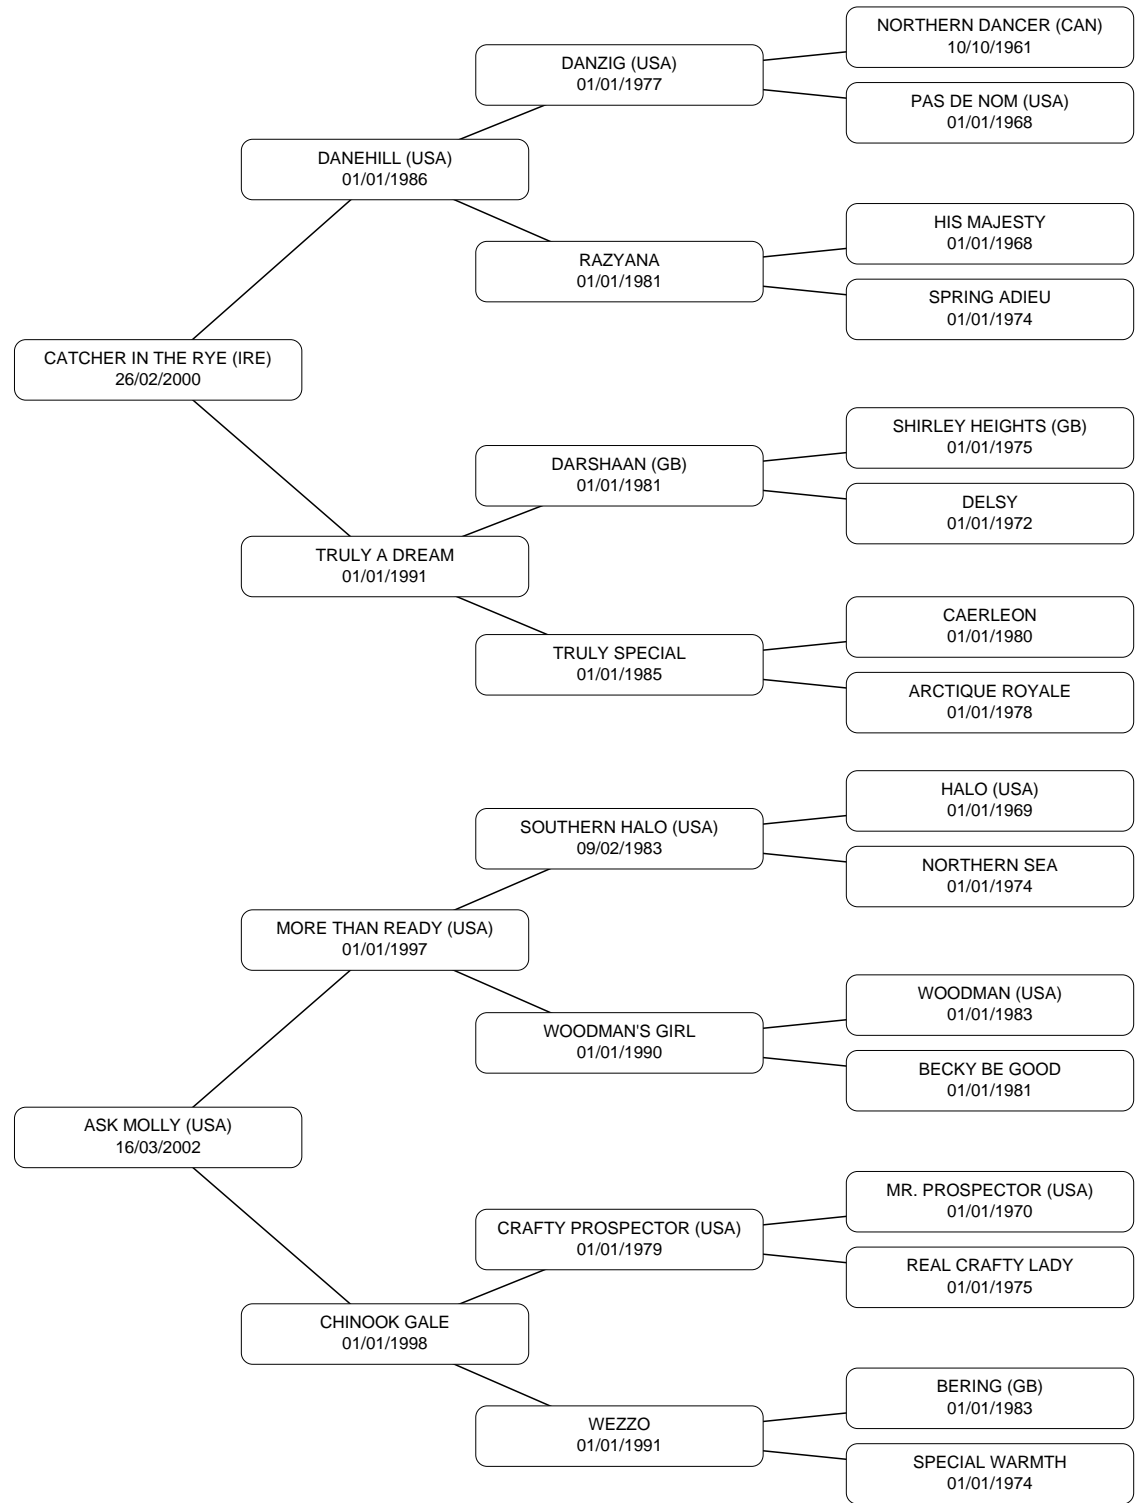 NORTHERN DANCER (CAN)
10/10/1961
DANZIG (USA)
01/01/1977
PAS DE NOM (USA)
01/01/1968
DANEHILL (USA)
01/01/1986
HIS MAJESTY
01/01/1968
RAZYANA
01/01/1981
SPRING ADIEU
01/01/1974
CATCHER IN THE RYE (IRE)
26/02/2000
SHIRLEY HEIGHTS (GB)
01/01/1975
DARSHAAN (GB)
01/01/1981
DELSY
01/01/1972
TRULY A DREAM
01/01/1991
CAERLEON
01/01/1980
TRULY SPECIAL
01/01/1985
ARCTIQUE ROYALE
01/01/1978
HALO (USA)
01/01/1969
SOUTHERN HALO (USA)
09/02/1983
NORTHERN SEA
01/01/1974
MORE THAN READY (USA)
01/01/1997
WOODMAN (USA)
01/01/1983
WOODMAN'S GIRL
01/01/1990
BECKY BE GOOD
01/01/1981
ASK MOLLY (USA)
16/03/2002
MR. PROSPECTOR (USA)
01/01/1970
CRAFTY PROSPECTOR (USA)
01/01/1979
REAL CRAFTY LADY
01/01/1975
CHINOOK GALE
01/01/1998
BERING (GB)
01/01/1983
WEZZO
01/01/1991
SPECIAL WARMTH
01/01/1974